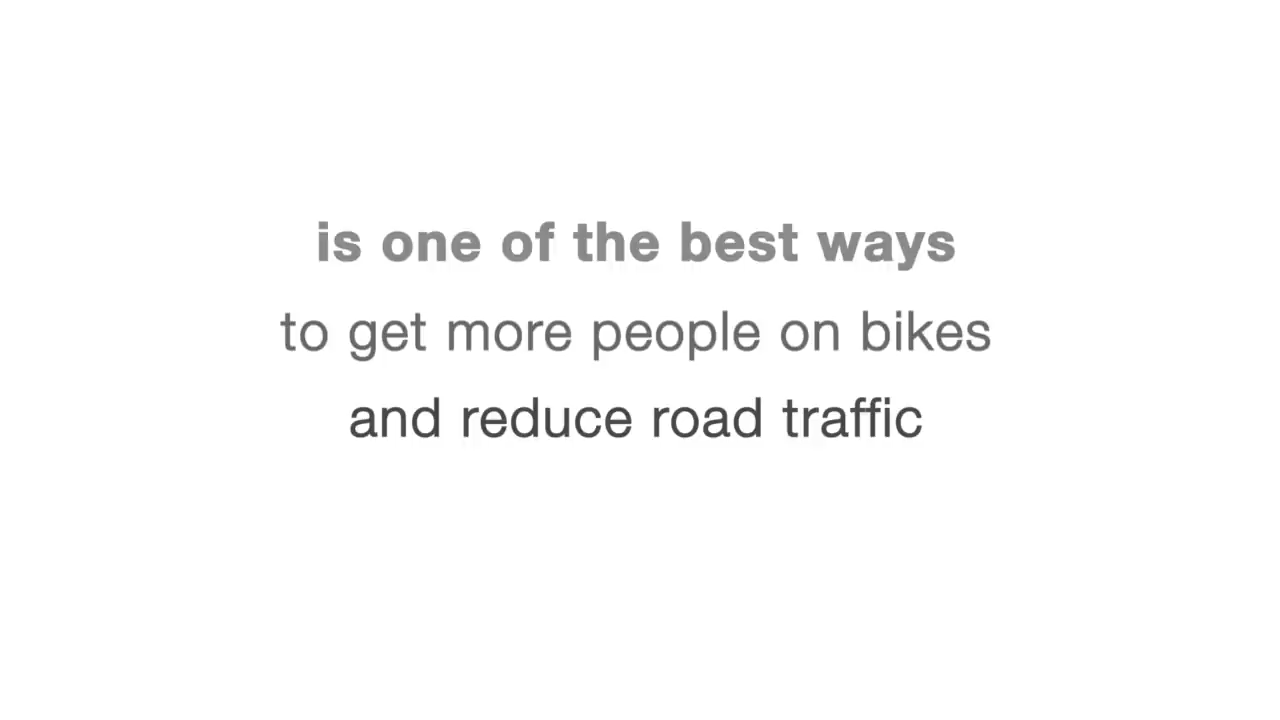 is one of the best ways
to get more people on bikes
and reduce road traffic